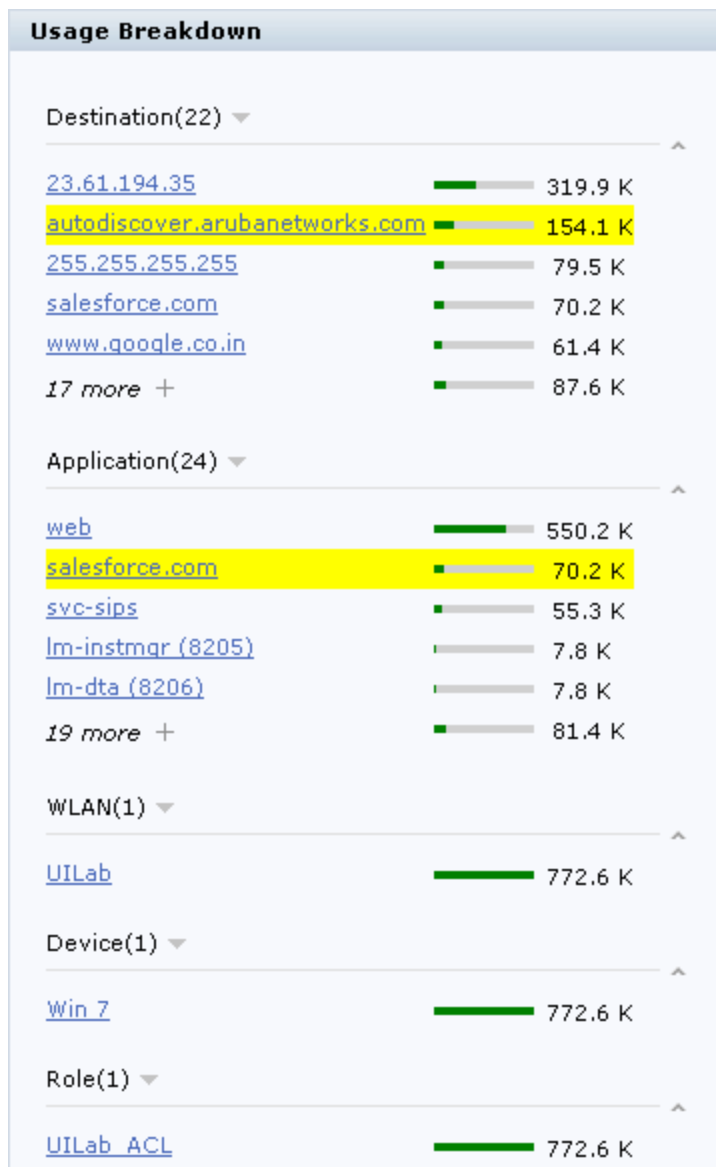 Usage Breakdown
Destination(22)
23.61.194.35 319.9 K
autodiscover.arubanetworks.com 154.1 K
255.255.255.255 79.5 K
salesforce.com 70.2 K
www.google.co.in 61.4 K
17 more + 87.6 K
Application(24)
web 550.2 K
salesforce.com 70.2 K
svc-sips 55.3 K
lm-instmgr (8205) 7.8 K
lm-dta (8206) 7.8 K
19 more + 81.4 K
WLAN(1)
UILab 772.6 K
Device(1)
Win 7 772.6 K
Role(1)
UILab_ACL 772.6 K